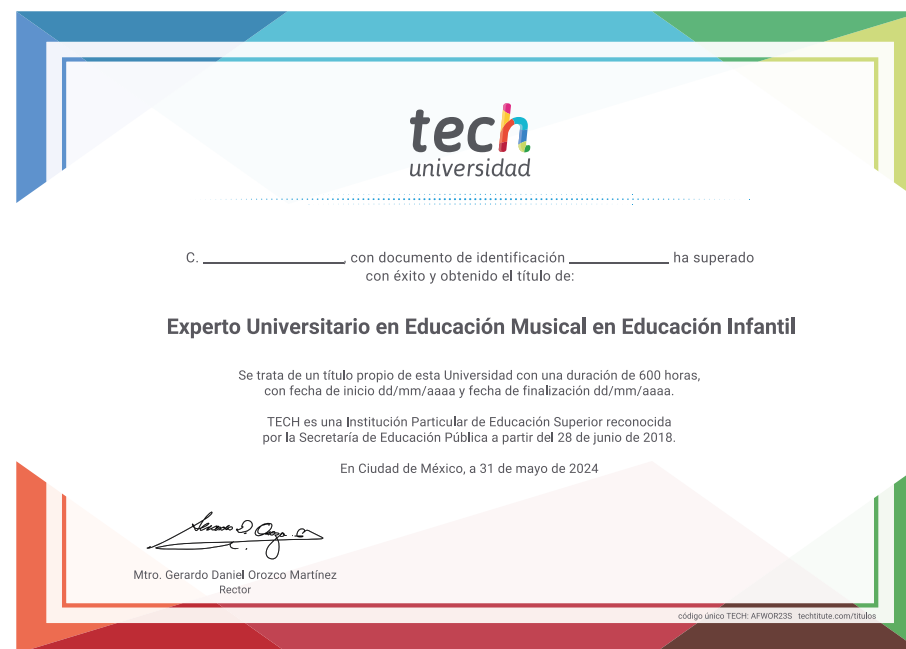 tech
universidad
C. ____________, con documento de identificación ____________ ha superado
con éxito y obtenido el título de:
Experto Universitario en Educación Musical en Educación Infantil
Se trata de un título propio de esta Universidad con una duración de 600 horas,
con fecha de inicio dd/mm/aaaa y fecha de finalización dd/mm/aaaa.
TECH es una Institución Particular de Educación Superior reconocida
por la Secretaría de Educación Pública a partir del 28 de junio de 2018.
En Ciudad de México, a 31 de mayo de 2024
Mtro. Gerardo Daniel Orozco Martínez
Rector
código único TECH: AFWOR23S techtitute.com/titulos